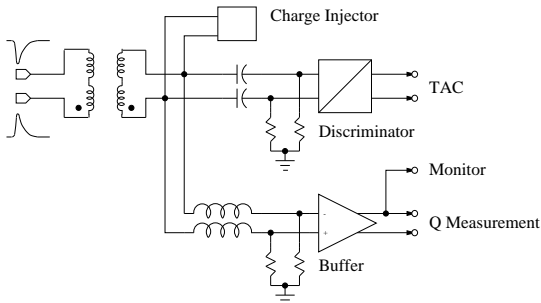 Charge Injector
TAC
Discriminator
Monitor
-
Q Measurement
+
Buffer